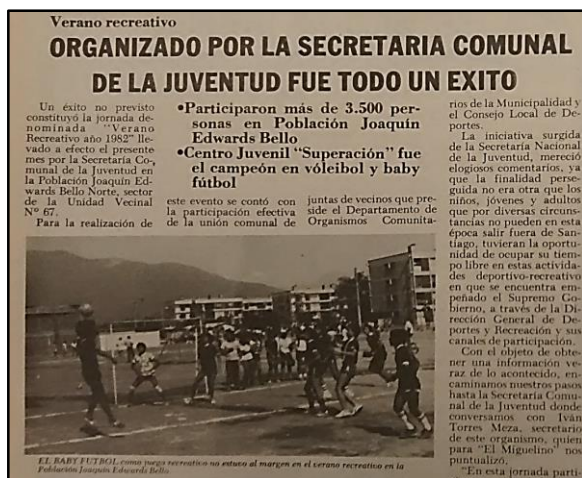 Verano recreativo
ORGANIZADO POR LA SECRETARIA COMUNAL
DE LA JUVENTUD FUE TODO UN EXITO
Un éxito no previsto
constituyó la jornada de-
nominada "Verano
Recreativo año 1982" lle-
vado a efecto el presente
mes por la Secretaría Co-
munal de la Juventud en
la Población Joaquín Ed-
wards Bello Norte, sector
de la Unidad Vecinal
N° 67.
Para la realización de
•Participaron más de 3.500 per-
sonas en Población Joaquín
Edwards Bello
•Centro Juvenil "Superación" fue
el campeón en vóleibol y baby
fútbol
este evento se contó con
la participación efectiva
de la unión comunal de
juntas de vecinos que pre-
side el Departamento de
Organismos Comunita-
rios de la Municipalidad y
el Consejo Local de De-
portes.
La iniciativa surgida
de la Secretaría Nacional
de la Juventud, mereció
elogiosos comentarios, ya
que la finalidad perse-
guida no era otra que los
niños, jóvenes y adultos
que por diversas circuns-
tancias no pueden en esta
época salir fuera de San-
tiago, tuvieran la oportu-
nidad de ocupar su tiem-
po libre en estas activida-
des deportivo-recreativo
en que se encuentra em-
peñado el Supremo Go-
bierno, a través de la Di-
rección General de De-
portes y Recreación y sus
canales de participación.
Con el objeto de obte-
ner una información ve-
raz de lo acontecido, en-
caminamos nuestros pasos
hasta la Secretaría Comu-
nal de la Juventud donde
conversamos con Iván
Torres Meza, secretario
de este organismo, quien
para "El Miguelino" nos
puntualizó.
"En esta jornada parti-
EL BABY FUTBOL como juego recreativo no estuvo al margen en el verano recreativo en la
Población Joaquín Edwards Bello.